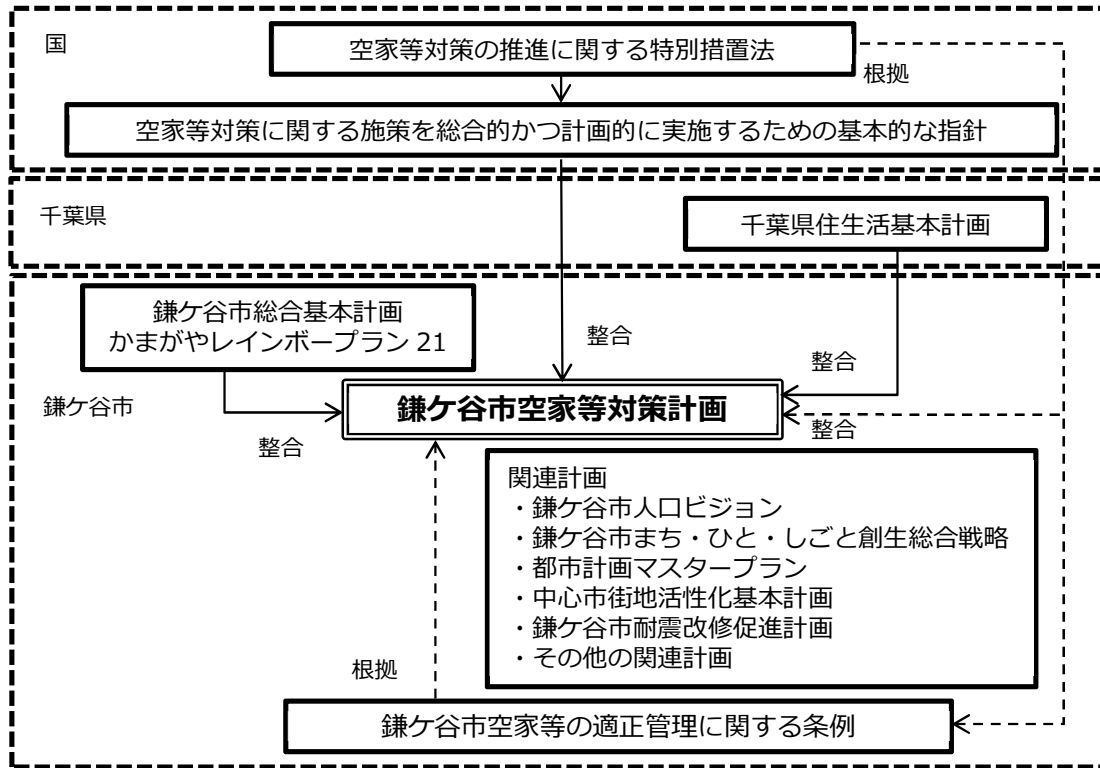 国
空家等対策の推進に関する特別措置法
根拠
空家等対策に関する施策を総合的かつ計画的に実施するための基本的な指針
千葉県
千葉県住生活基本計画
鎌ケ谷市総合基本計画
かまがやレインボープラン 21
整合
整合
鎌ケ谷市
鎌ケ谷市空家等対策計画
整合
整合
関連計画
・鎌ケ谷市人口ビジョン
・鎌ケ谷市まち・ひと・しごと創生総合戦略
・都市計画マスタープラン
・中心市街地活性化基本計画
・鎌ケ谷市耐震改修促進計画
・その他の関連計画
根拠
鎌ケ谷市空家等の適正管理に関する条例